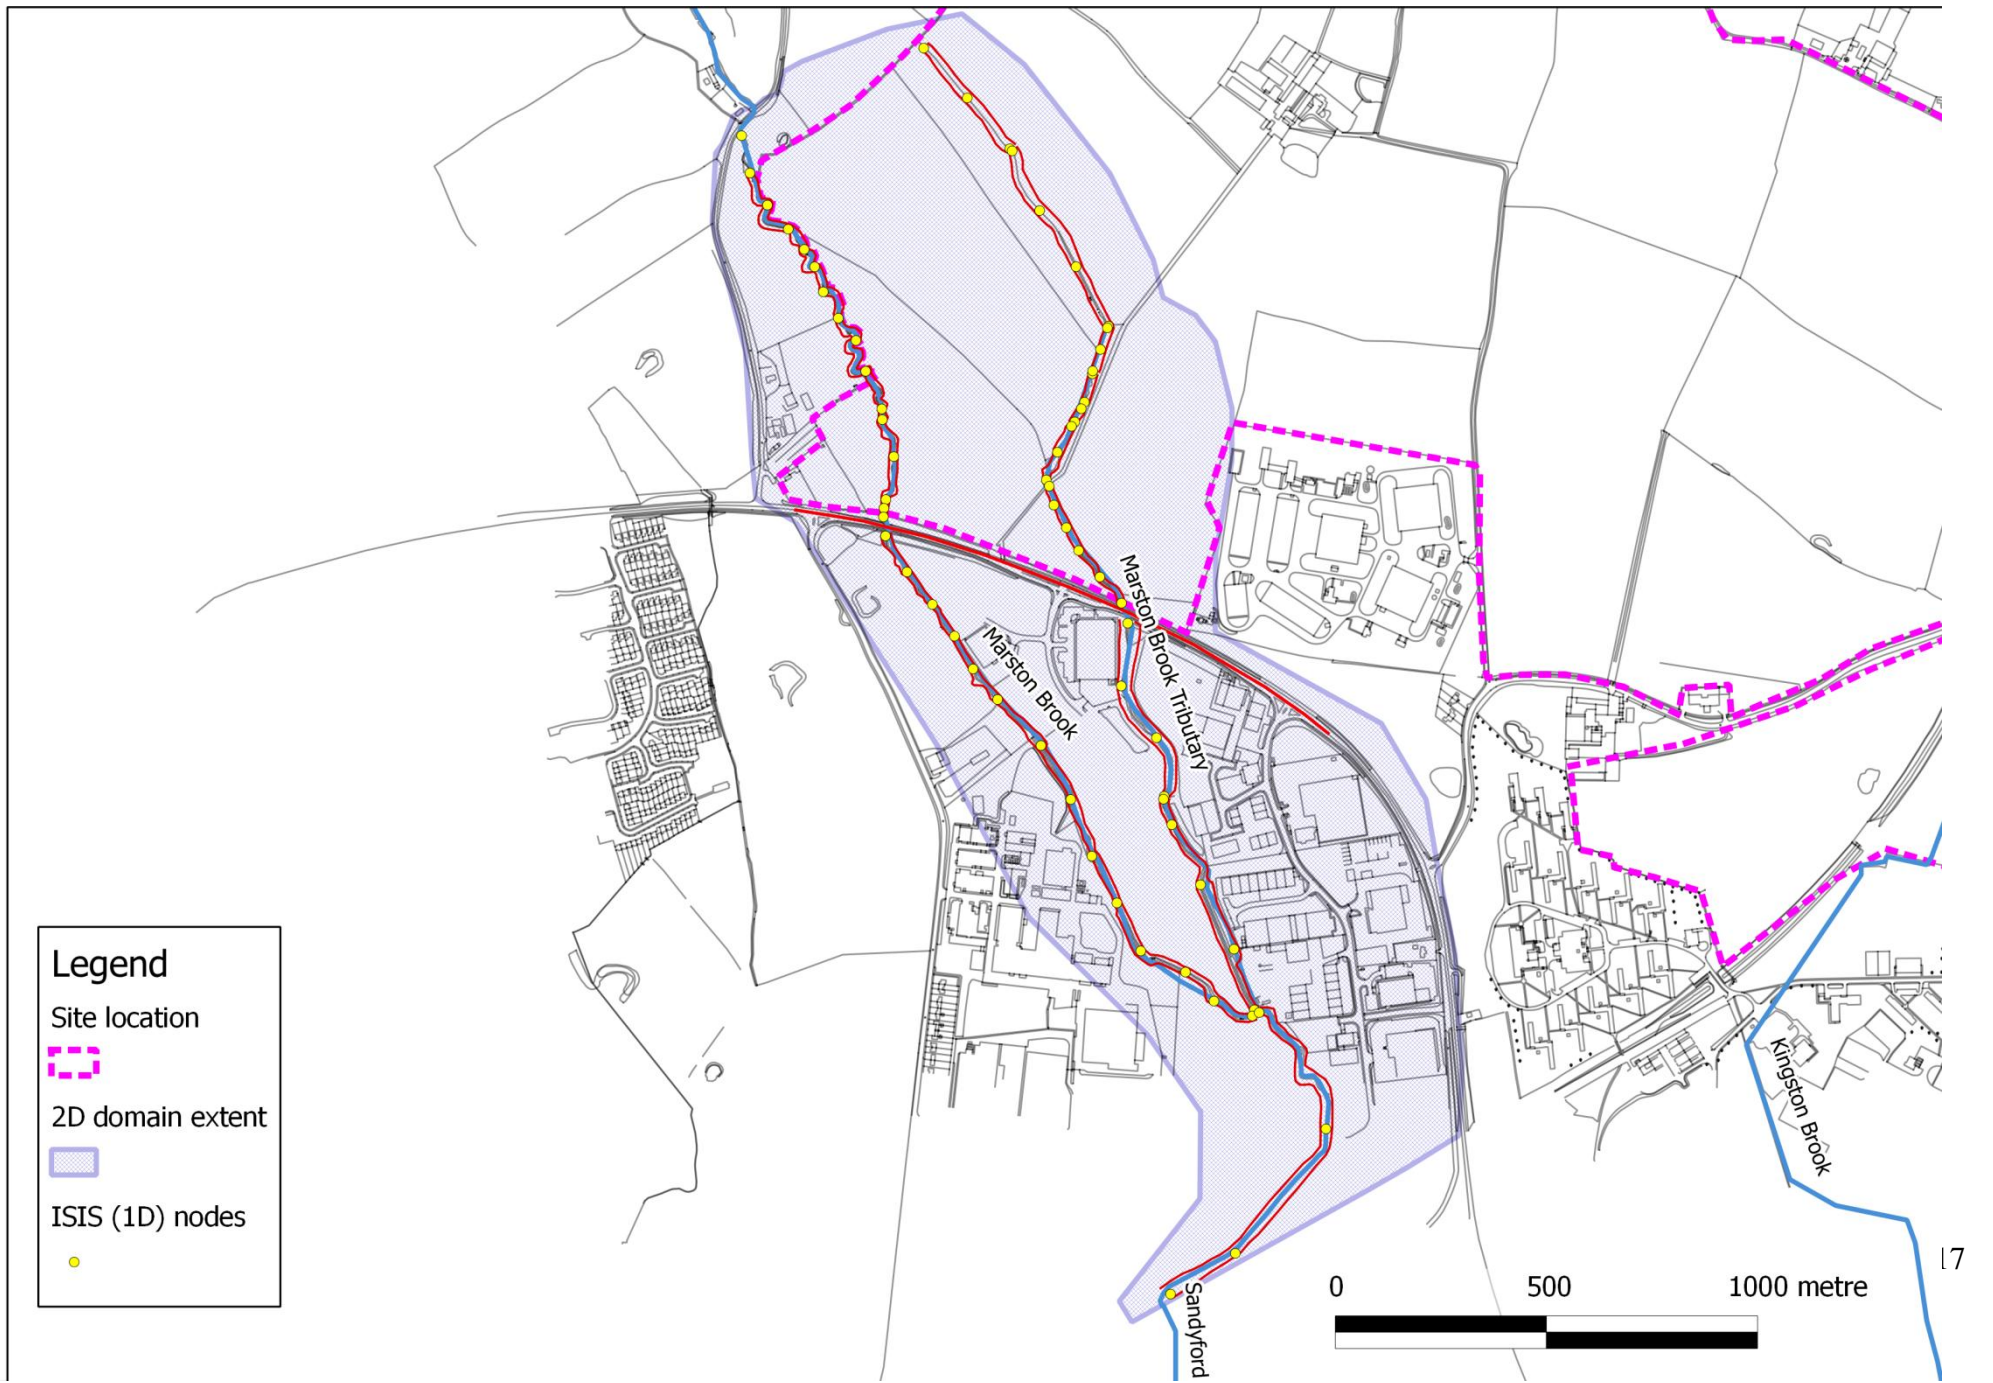 Marston Brook Tributary
Marston Brook
Legend
Site location
2D domain extent
ISIS (1D) nodes
Kingston Brook
Sandyford
0 500 1000 metre
17